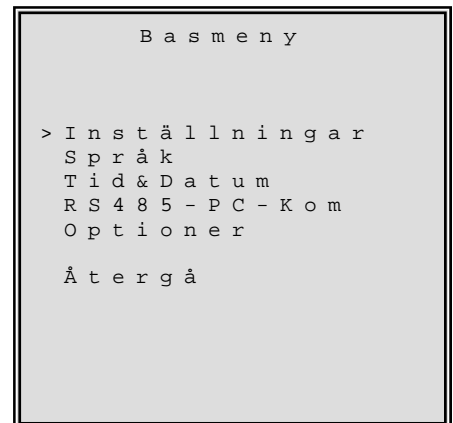 Basmeny
> Inställningar
Språk
Tid&Datum
RS485-PC-Kom
Optioner
Återgå